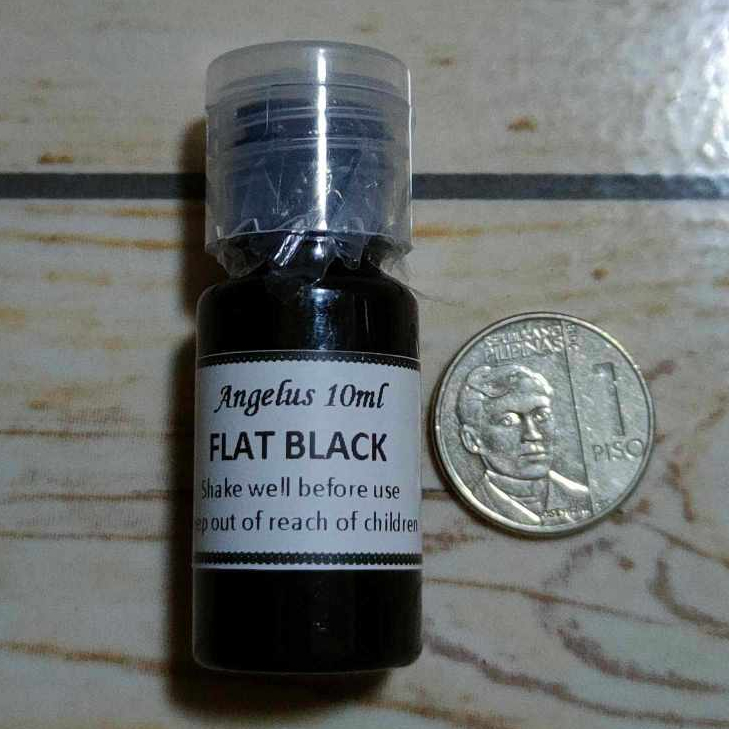 Angelus 10ml
FLAT BLACK
Shake well before use
ep out of reach of children
PILIPINAS
1
PISO